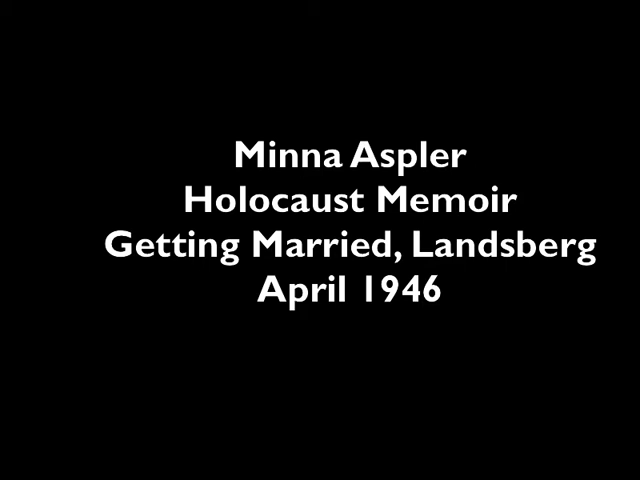 Minna Aspler
Holocaust Memoir
Getting Married, Landsberg
April 1946